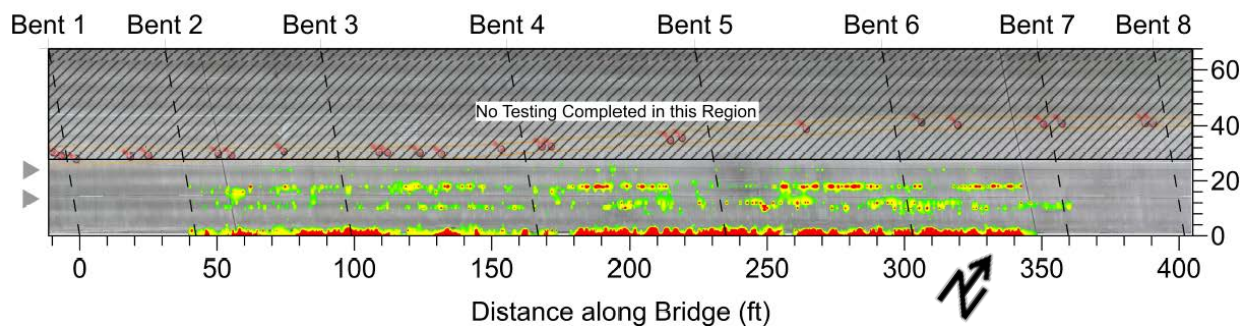 Bent 1 Bent 2 Bent 3 Bent 4 Bent 5 Bent 6 Bent 7 Bent 8
60
No Testing Completed in this Region
40
20
0
0 50 100 150 200 250 300 350 400
N
Distance along Bridge (ft)